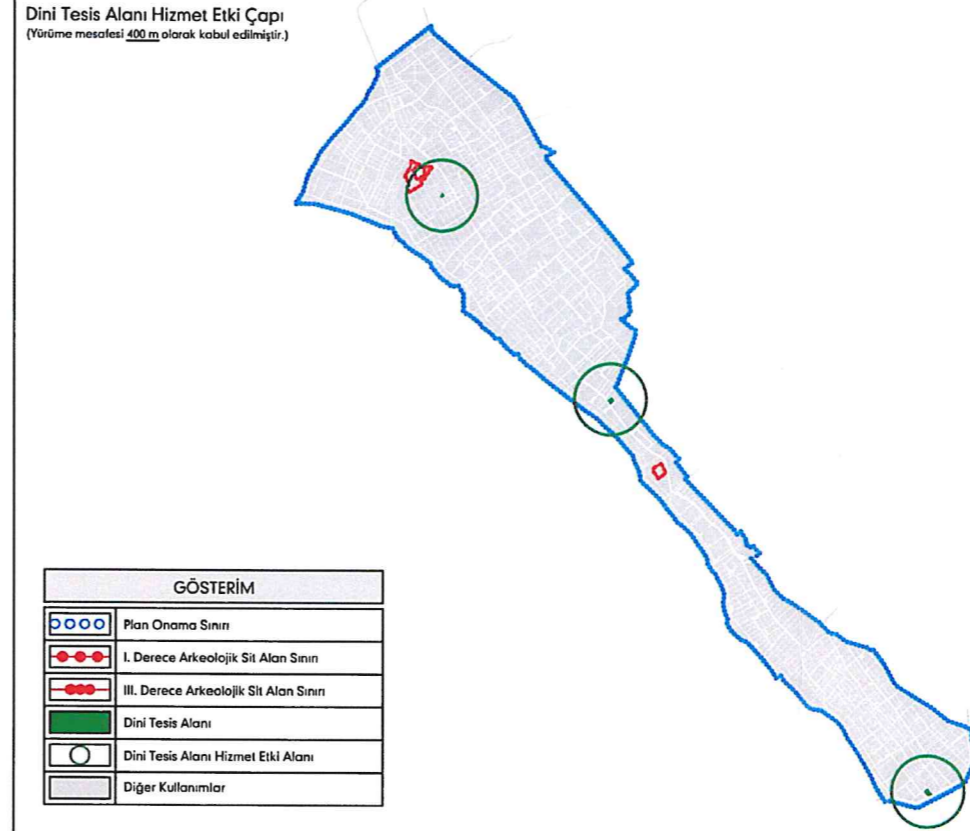 Dini Tesis Alanı Hizmet Etki Çapı
(Yürüme mesafesi 400 m olarak kabul edilmiştir.)
GÖSTERİM
Plan Onama Sınırı
I. Derece Arkeolojik Sit Alan Sınırı
III. Derece Arkeolojik Sit Alan Sınırı
Dini Tesis Alanı
Dini Tesis Alanı Hizmet Etki Alanı
Diğer Kullanımlar